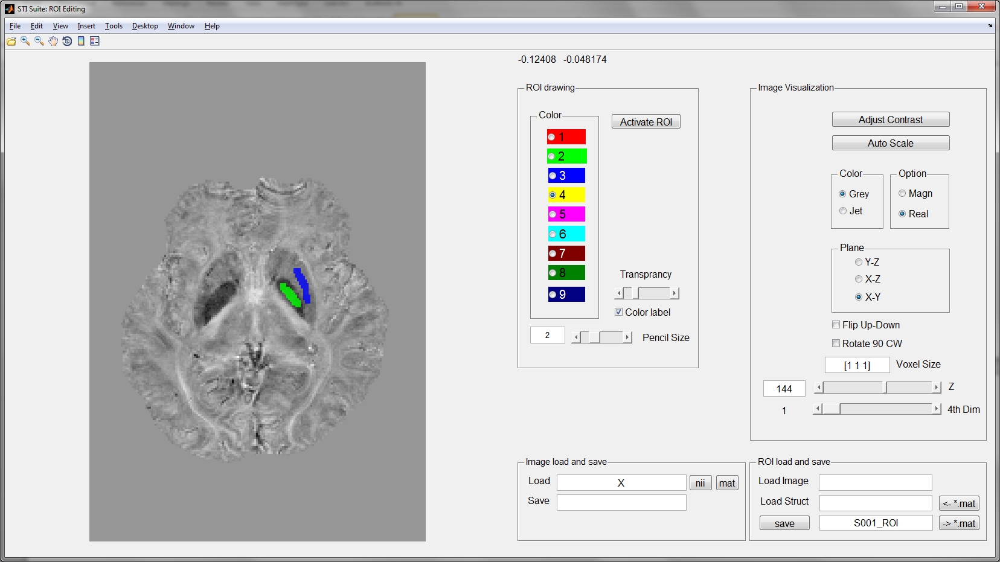 STI Suite: ROI Editing
File Edit View Insert Tools Desktop Window Help
-0.12408 -0.048174
ROI drawing
Color
Activate ROI
1
2
3
4
5
6
7
8
9
Transprancy
Color label
2
Pencil Size
Image Visualization
Adjust Contrast
Auto Scale
Color
Grey
Jet
Option
Magn
Real
Plane
Y-Z
X-Z
X-Y
Flip Up-Down
Rotate 90 CW
[1 1 1] Voxel Size
144 Z
1 4th Dim
Image load and save
Load X nii mat
Save
ROI load and save
Load Image
Load Struct <- *.mat
save S001_ROI -> *.mat